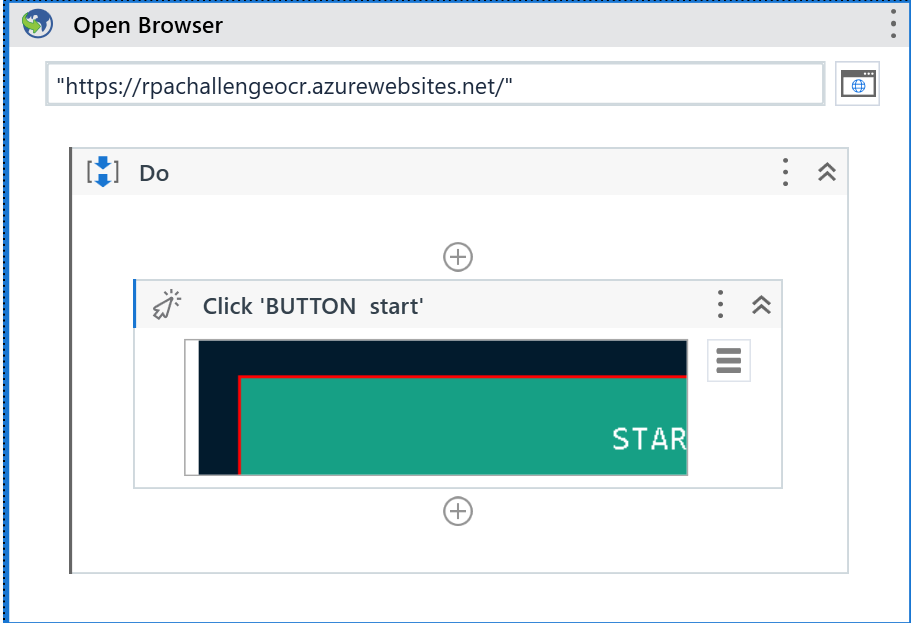 Open Browser
"https://rpachallengeocr.azurewebsites.net/"
Do
Click 'BUTTON  start'
STAR